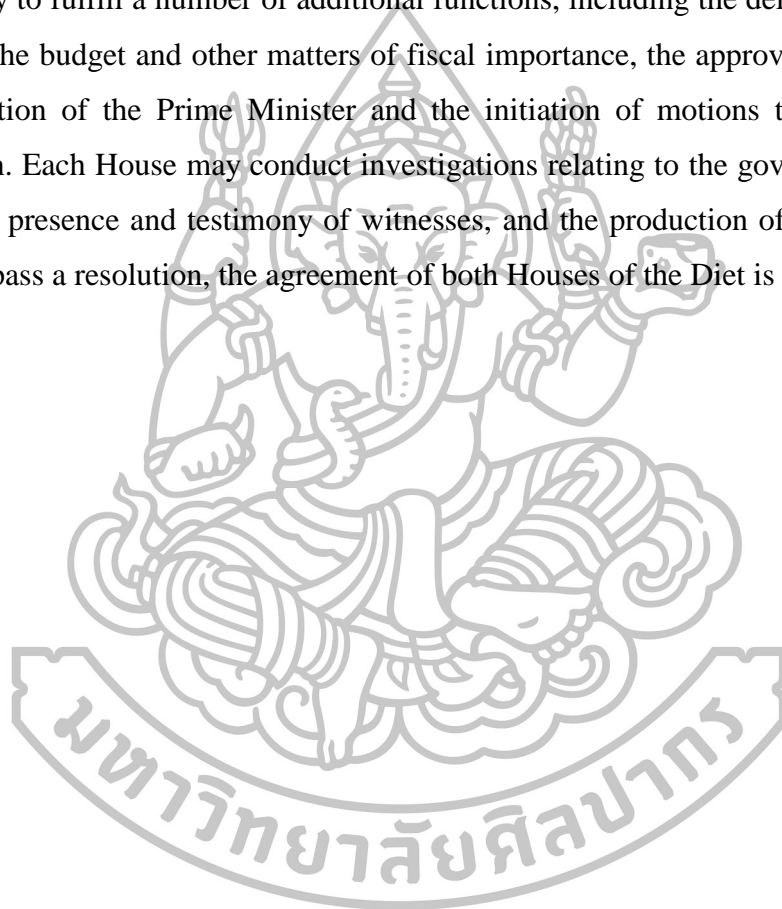 y to fulfill a number of additional functions, including the de
he budget and other matters of fiscal importance, the approv
tion of the Prime Minister and the initiation of motions t
n. Each House may conduct investigations relating to the gov
presence and testimony of witnesses, and the production of
pass a resolution, the agreement of both Houses of the Diet is
มหาวิทยาลัยศิลปากร